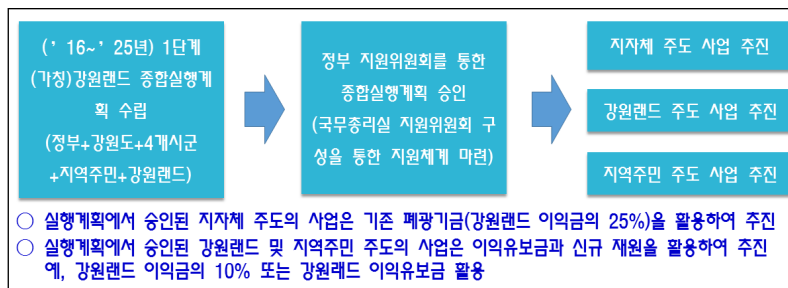 (’16~’25년) 1단계
(가칭)강원랜드 종합실행계
획 수립
(정부+강원도+4개시군
+지역주민+강원랜드)
정부 지원위원회를 통한
종합실행계획 승인
(국무총리실 지원위원회 구
성을 통한 지원체계 마련)
지자체 주도 사업 추진
강원랜드 주도 사업 추진
지역주민 주도 사업 추진
○ 실행계획에서 승인된 지자체 주도의 사업은 기존 폐광기금(강원랜드 이익금의 25%)을 활용하여 추진
○ 실행계획에서 승인된 강원랜드 및 지역주민 주도의 사업은 이익유보금과 신규 재원을 활용하여 추진
예, 강원랜드 이익금의 10% 또는 강원래드 이익유보금 활용